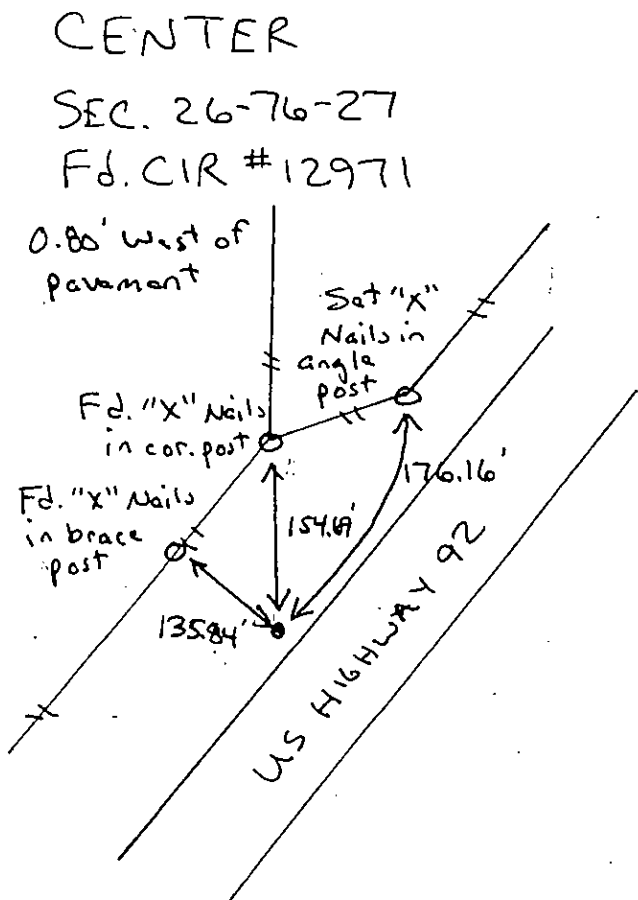 CENTER
SEC. 26-76-27
Fd. CIR #12971
0.80' west of
pavement
Set "X"
Nails in
angle
post
Fd. "X" Nails
in cor. post
Fd. "X" Nails
in brace
post
176.16'
154.69'
135.84'
US HIGHWAY 92